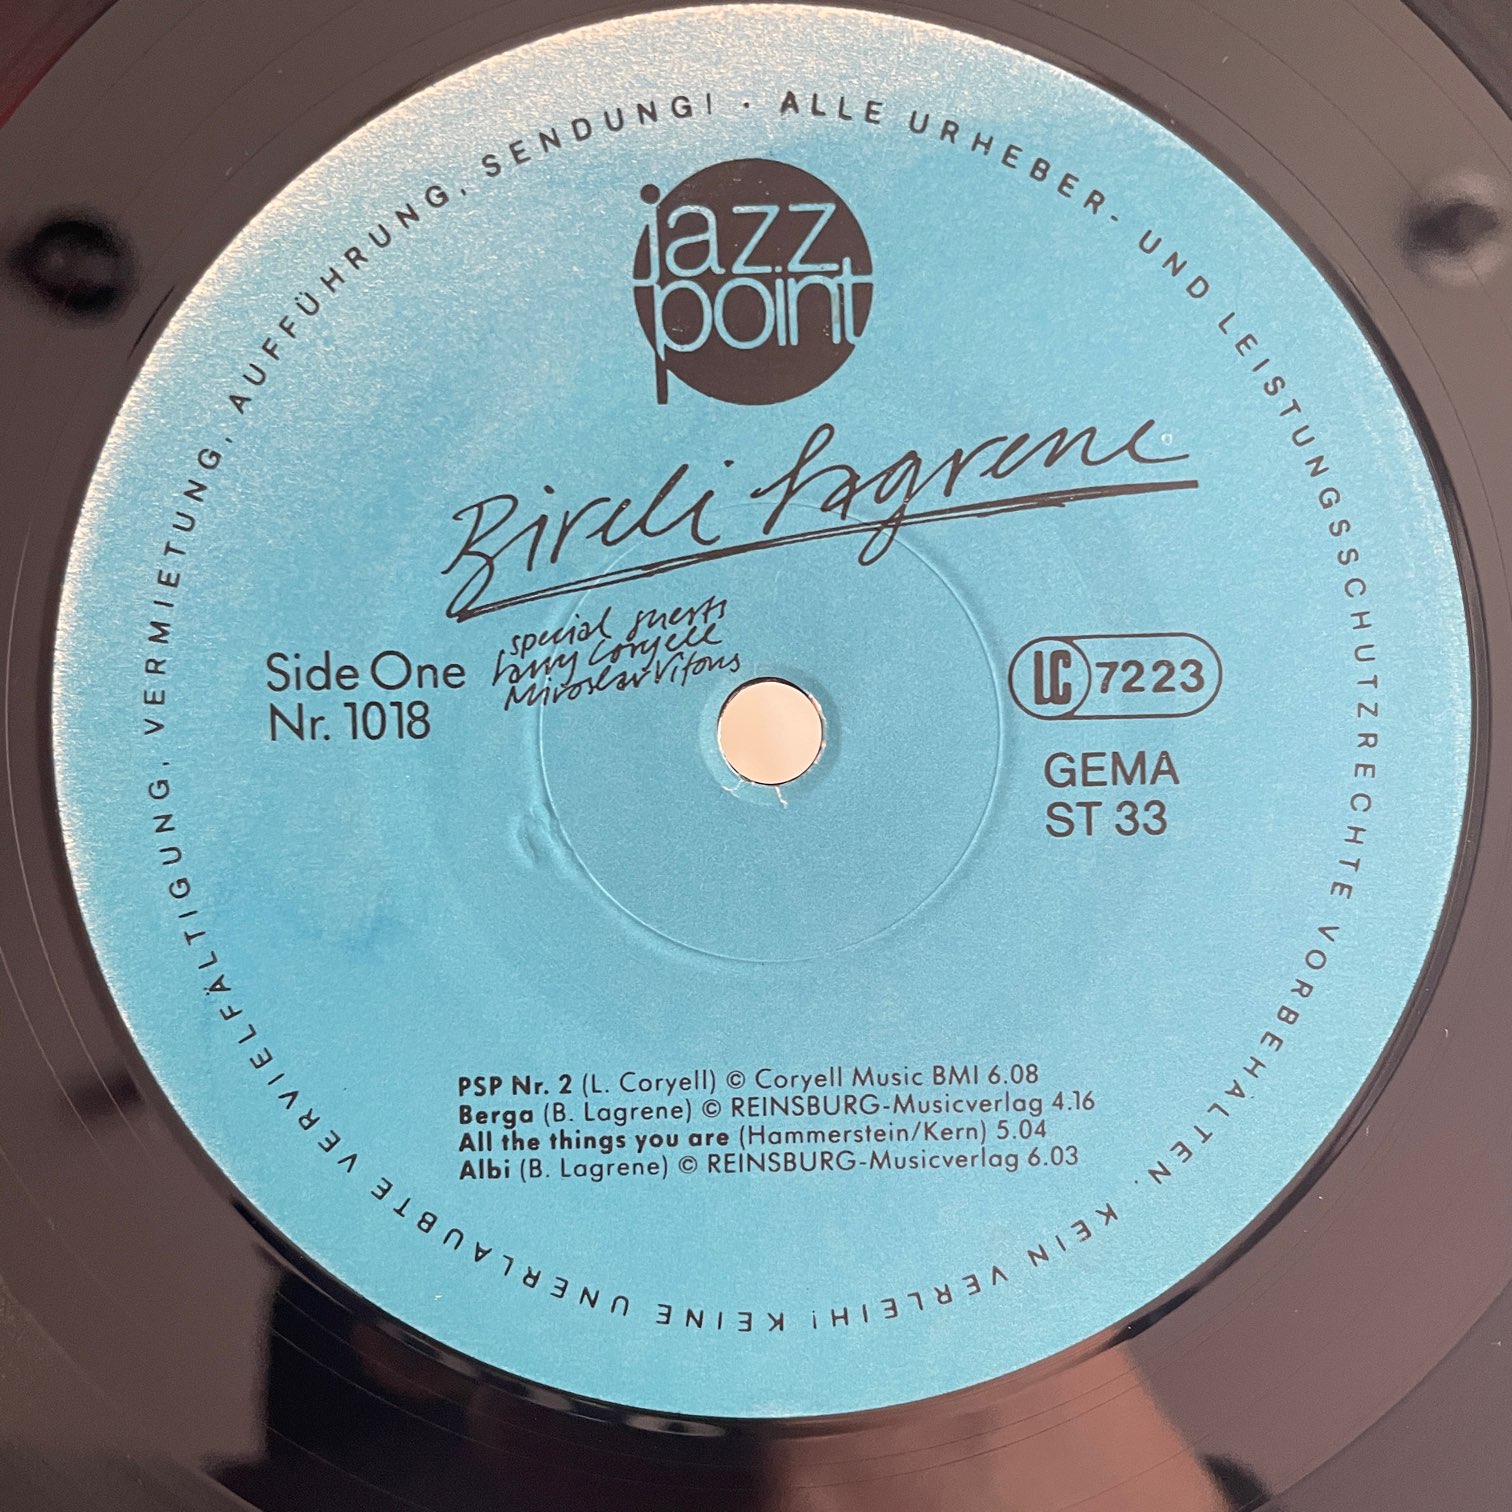 ALLE URHEBER- UND LEISTUNGSSCHUTZRECHTE VORBEHALTEN. KEIN VERLEIH! KEINE UNERLAUBTE VERVIELFÄLTIGUNG, VERMIETUNG, AUFFÜHRUNG, SENDUNG! ·
jazz
point
Bireli Lagrene
special guests
Larry Coryell
Miroslav Vitous
Side One
Nr. 1018
LC 7223
GEMA
ST 33
PSP Nr. 2 (L. Coryell) © Coryell Music BMI 6.08
Berga (B. Lagrene) © REINSBURG-Musicverlag 4.16
All the things you are (Hammerstein/Kern) 5.04
Albi (B. Lagrene) © REINSBURG-Musicverlag 6.03